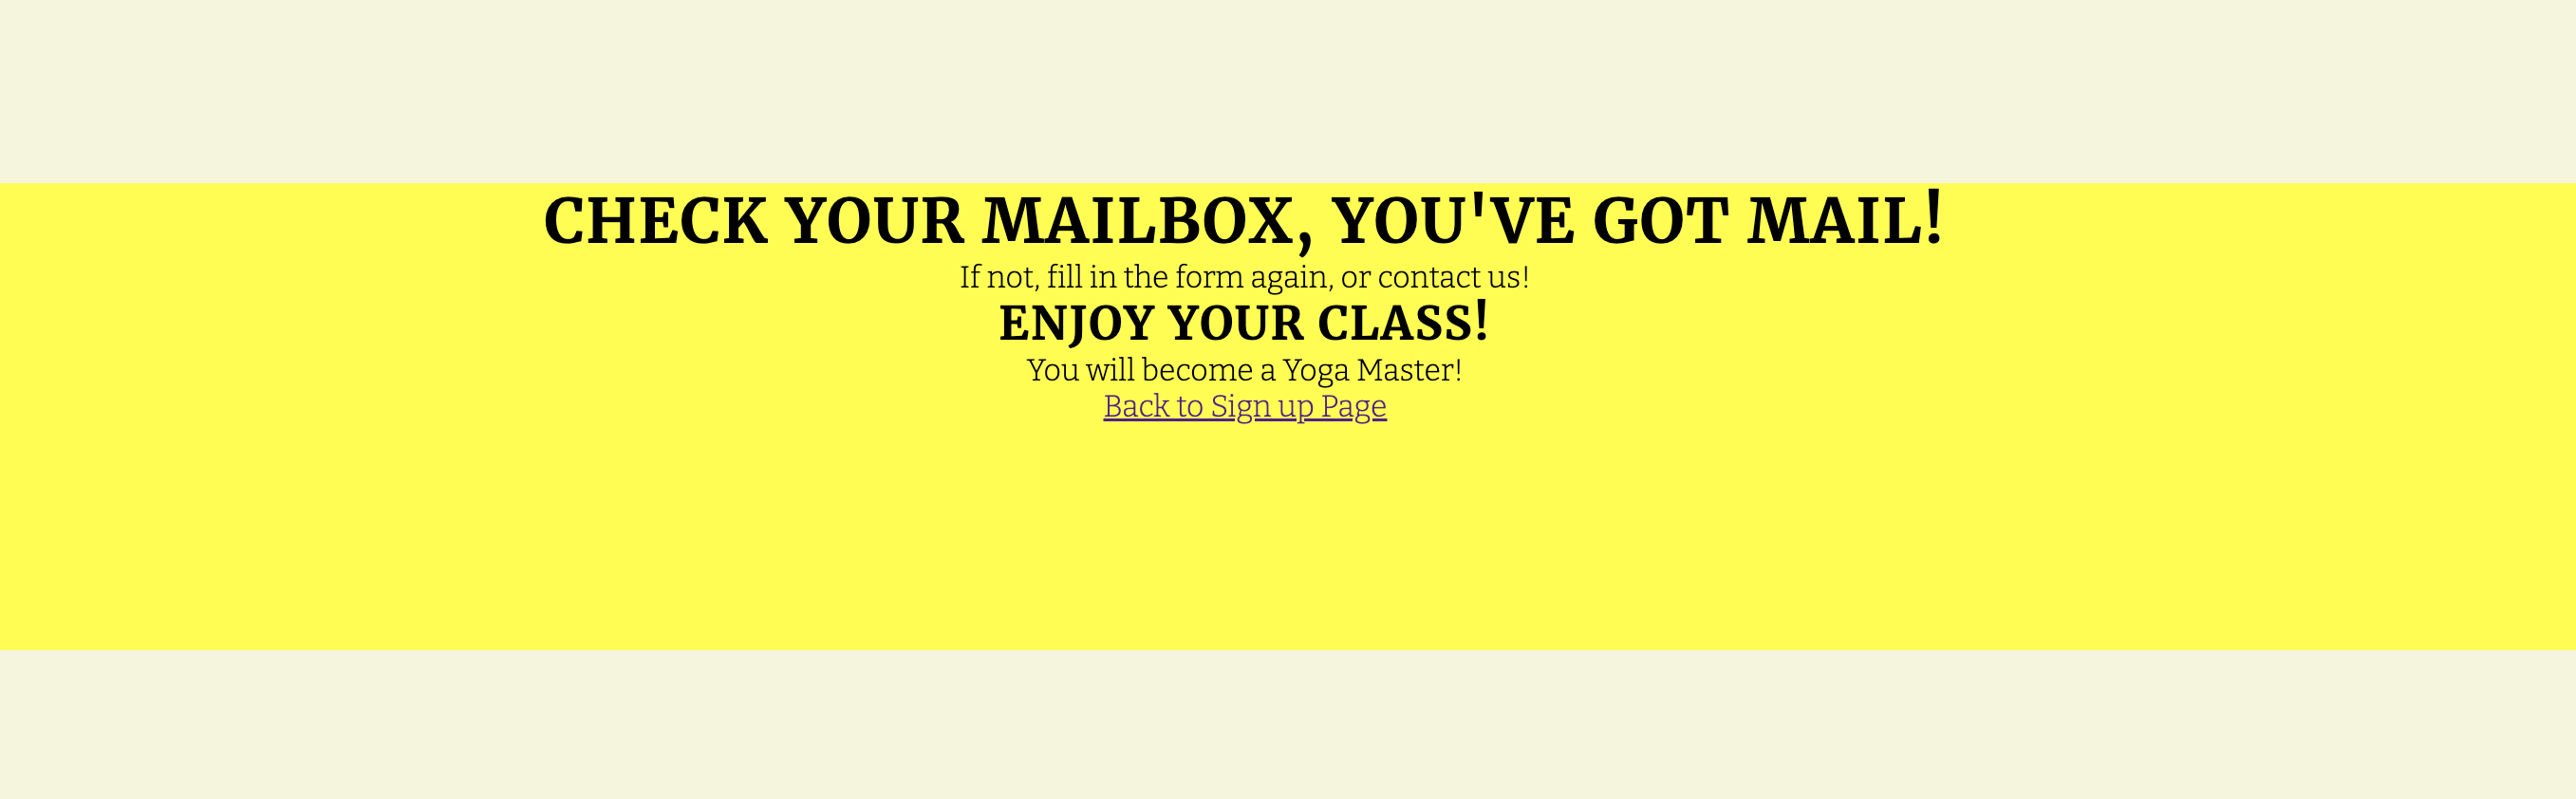 CHECK YOUR MAILBOX, YOU'VE GOT MAIL!
If not, fill in the form again, or contact us!
ENJOY YOUR CLASS!
You will become a Yoga Master!
Back to Sign up Page